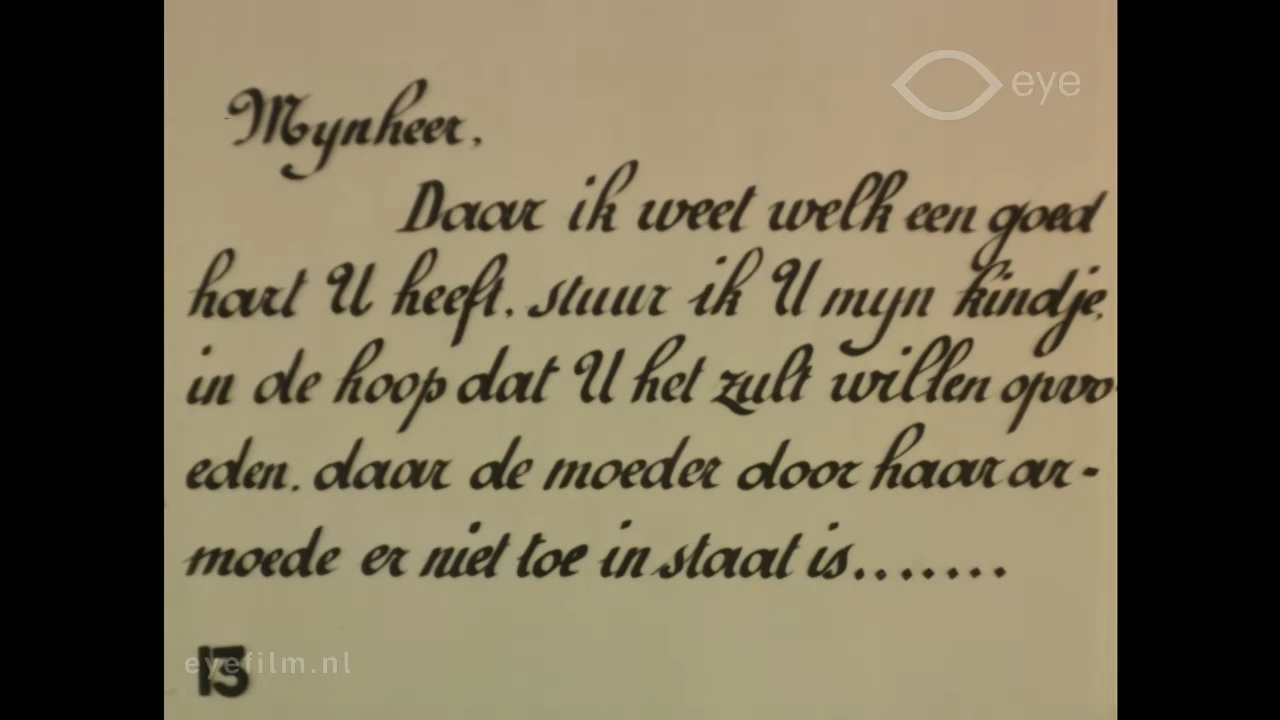 eye
Mynheer,
Daar ik weet welk een goed
hart U heeft, stuur ik U myn kindje,
in de hoop dat U het zult willen opvo
eden, daar de moeder door haar ar-
moede er niet toe in staat is.......
13
eyefilm.nl